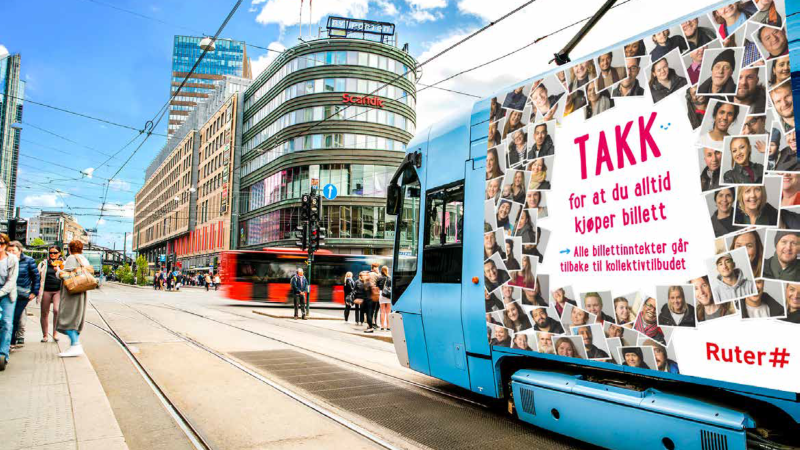 Scandic
TAKK
for at du alltid
kjøper billett
→ Alle billettinntekter går
tilbake til kollektivtilbudet
Ruter#